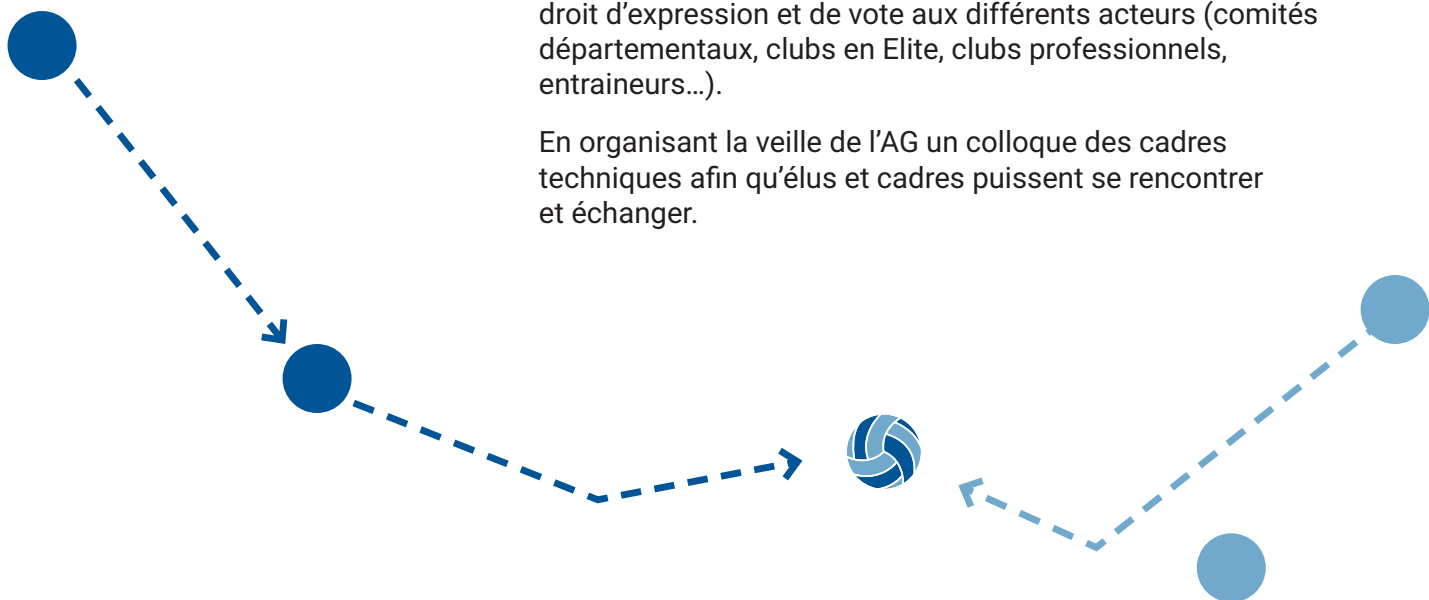 droit d’expression et de vote aux différents acteurs (comités
départementaux, clubs en Elite, clubs professionnels,
entraineurs…).
En organisant la veille de l’AG un colloque des cadres
techniques afin qu’élus et cadres puissent se rencontrer
et échanger.